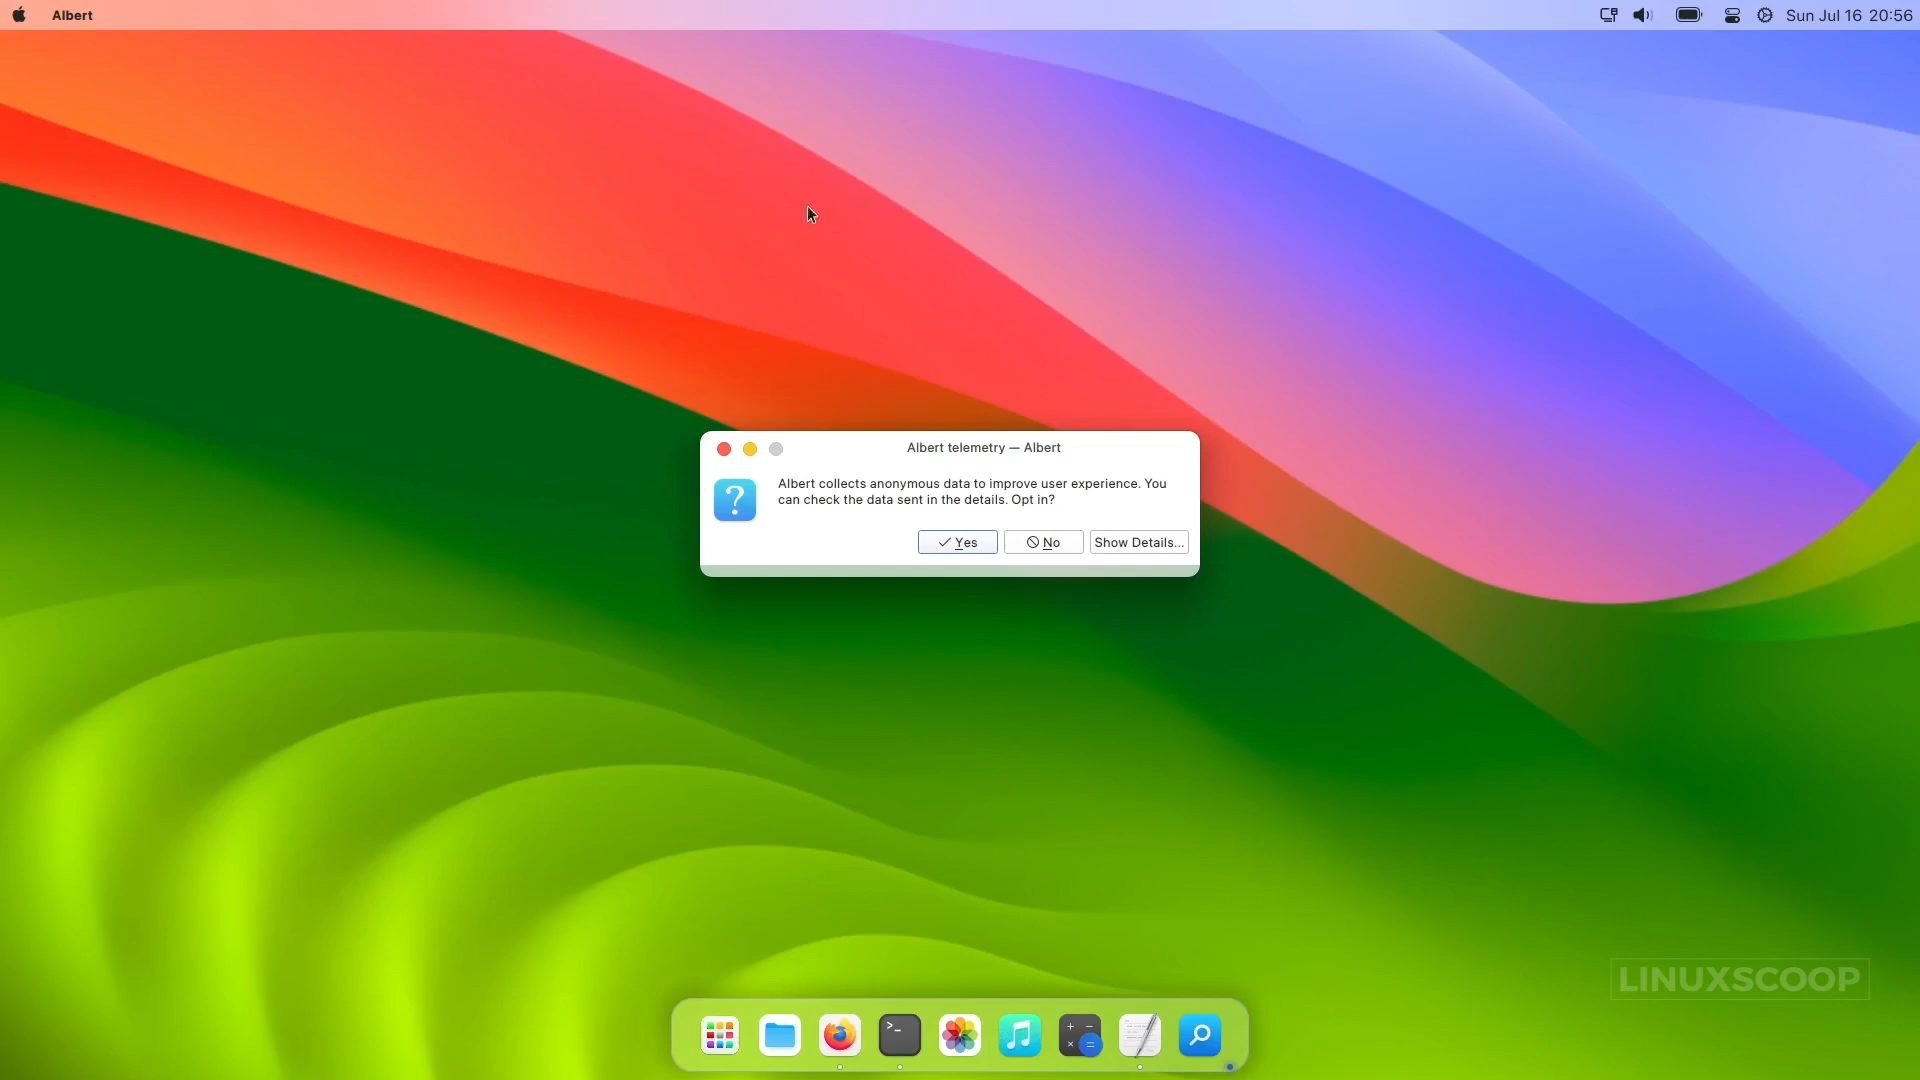 Albert
Sun Jul 16 20:56
Albert telemetry — Albert
Albert collects anonymous data to improve user experience. You
can check the data sent in the details. Opt in?
Yes
No
Show Details...
LINUXSCOOP